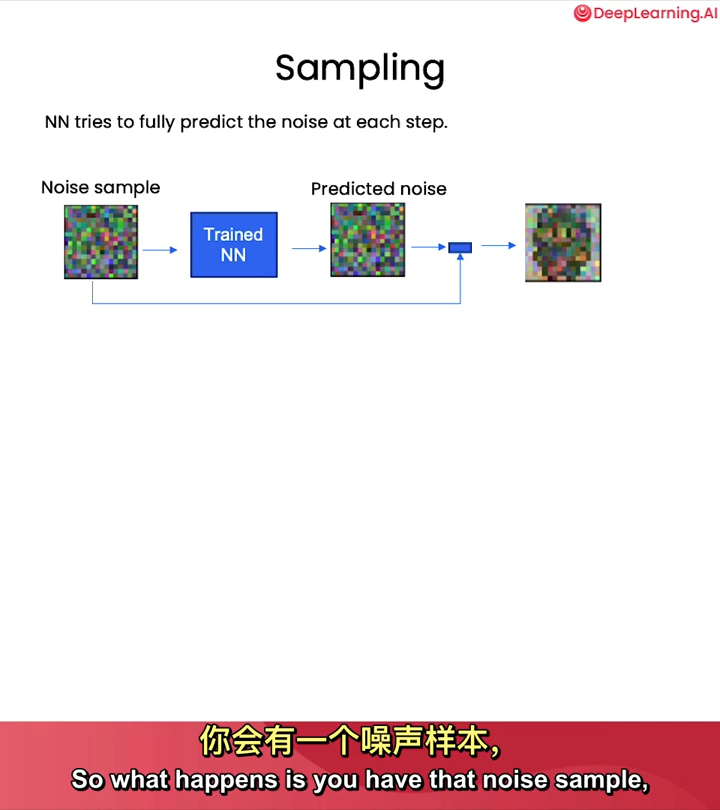 DeepLearning.AI
Sampling
NN tries to fully predict the noise at each step.
Noise sample
Predicted noise
Trained
NN
你会有一个噪声样本，
So what happens is you have that noise sample,